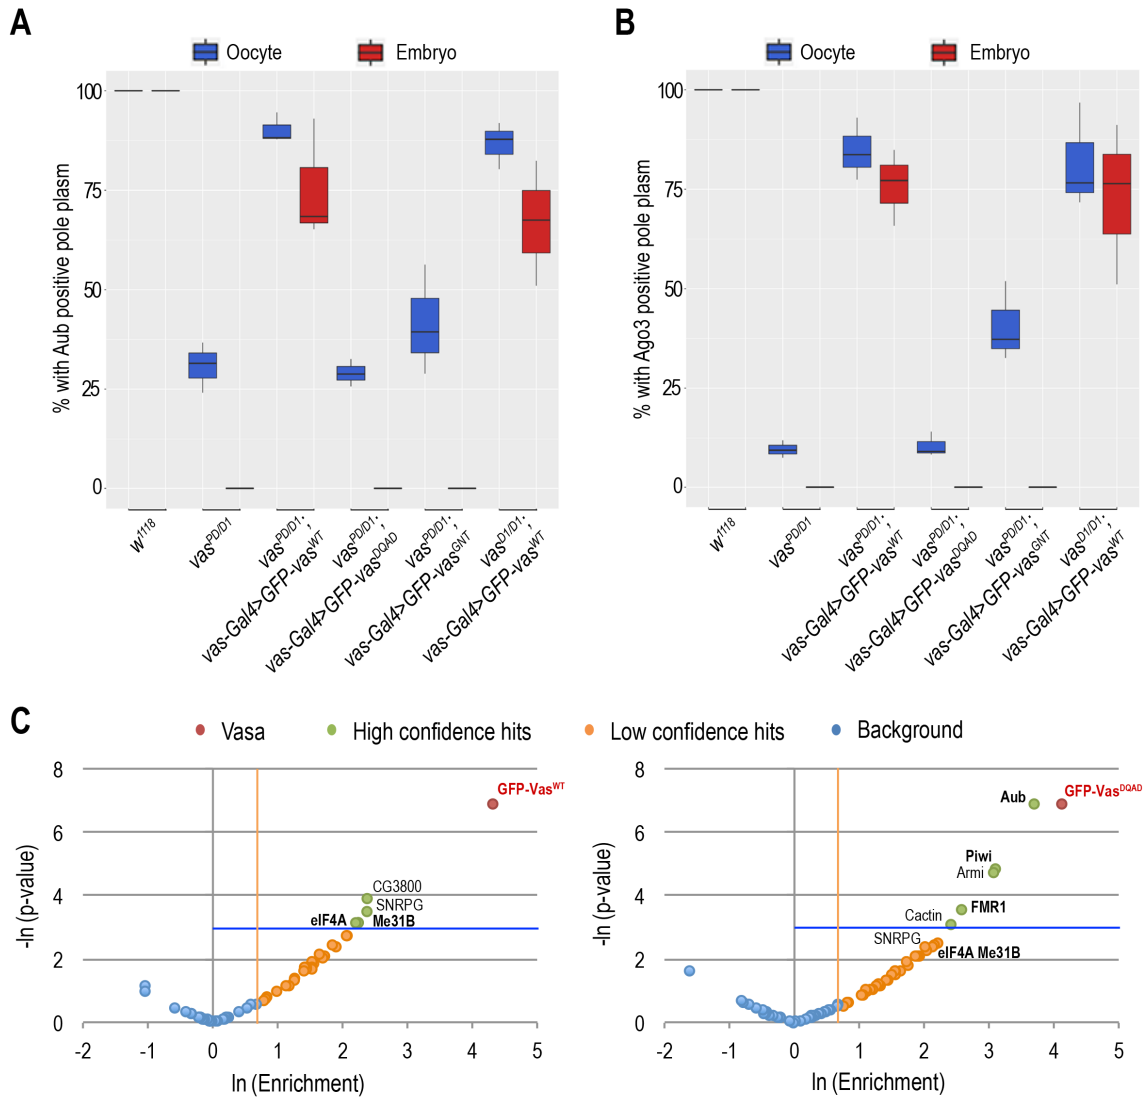 A
Oocyte Embryo
% with Aub positive pole plasm
100
75
50
25
0
w1118
vasPD/D1
vasPD/D1;
vas-Gal4>GFP-vasWT
vasPD/D1;
vas-Gal4>GFP-vasDQAD
vasPD/D1;
vas-Gal4>GFP-vasGNT
vasD1/D1;
vas-Gal4>GFP-vasWT
B
Oocyte Embryo
% with Ago3 positive pole plasm
100
75
50
25
0
w1118
vasPD/D1
vasPD/D1;
vas-Gal4>GFP-vasWT
vasPD/D1;
vas-Gal4>GFP-vasDQAD
vasPD/D1;
vas-Gal4>GFP-vasGNT
vasD1/D1;
vas-Gal4>GFP-vasWT
C
Vasa High confidence hits Low confidence hits Background
-ln (p-value)
8
6
4
2
0
GFP-VasWT
CG3800
SNRPG
eIF4A Me31B
-2 -1 0 1 2 3 4 5
ln (Enrichment)
-ln (p-value)
8
6
4
2
0
Aub GFP-VasDQAD
Piwi
Armi
FMR1
Cactin
SNRPG
eIF4A Me31B
-2 -1 0 1 2 3 4 5
ln (Enrichment)